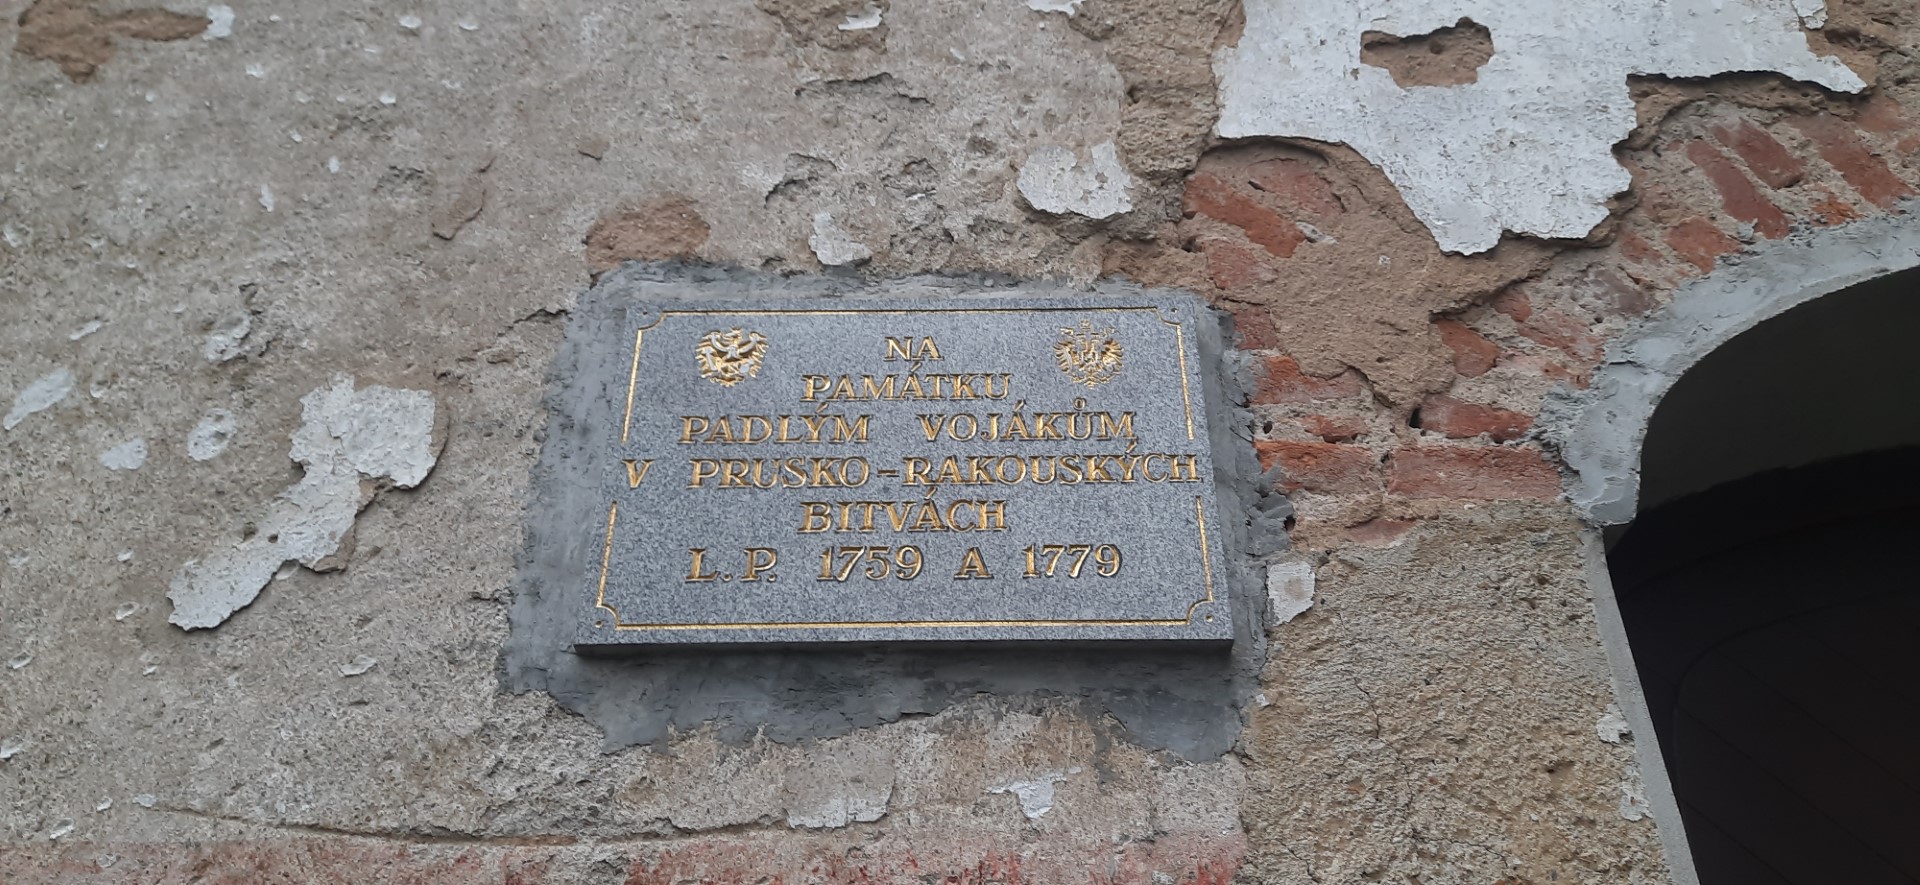 NA
PAMÁTKU
PADLÝM VOJÁKŮM
V PRUSKO-RAKOUSKÝCH
BITVÁCH
L.P. 1759 A 1779